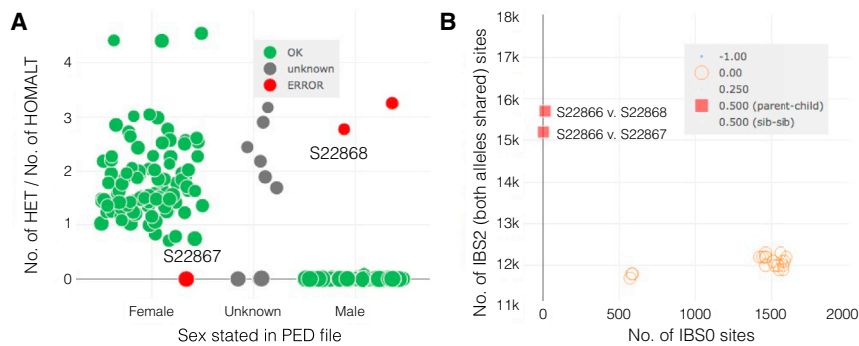 A
No. of HET / No. of HOMALT
4
3
2
1
0
OK
unknown
ERROR
S22868
S22867
Female
Unknown
Male
Sex stated in PED file
B
No. of IBS2 (both alleles shared) sites
18k
17k
16k
15k
14k
13k
12k
11k
-1.00
0.00
0.250
0.500 (parent-child)
0.500 (sib-sib)
S22866 v. S22868
S22866 v. S22867
0
500
1000
1500
2000
No. of IBS0 sites